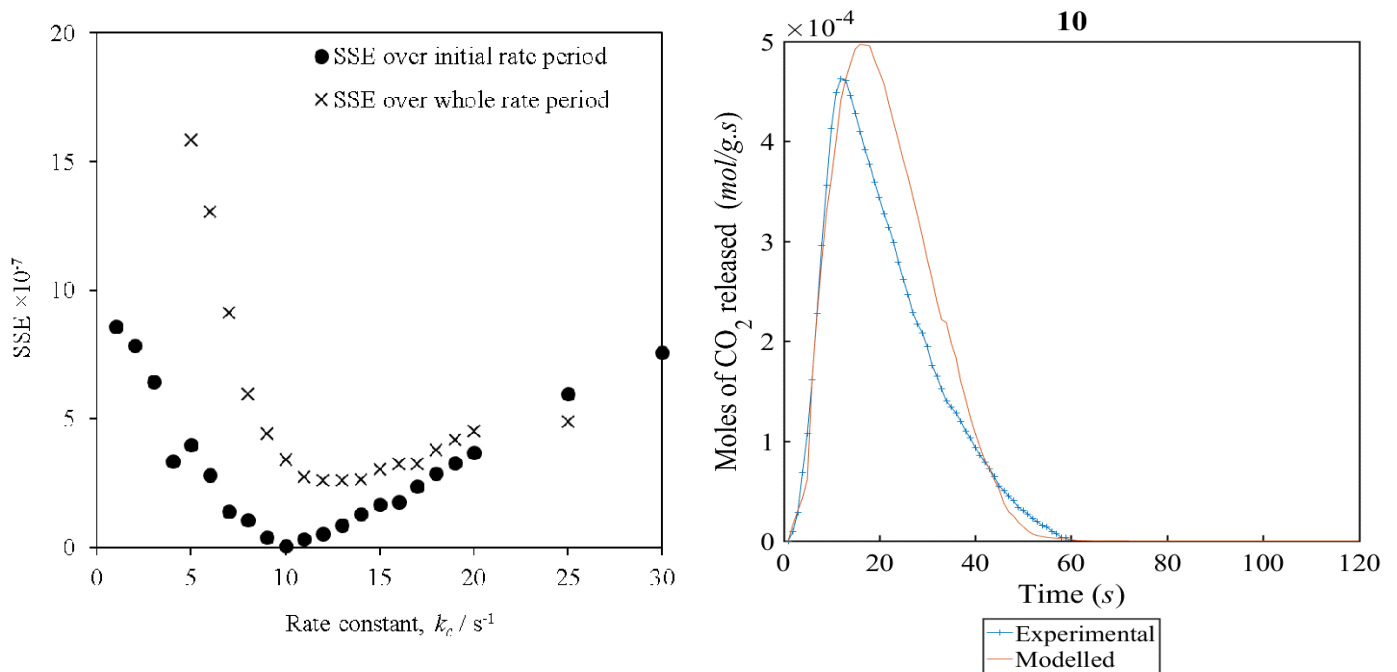 20
15
10
5
0
SSE ×10⁻⁷
SSE over initial rate period
SSE over whole rate period
0 5 10 15 20 25 30
Rate constant, k_c / s⁻¹
10
×10⁻⁴
5
4
3
2
1
0
Moles of CO₂ released (mol/g.s)
0 20 40 60 80 100 120
Time (s)
Experimental
Modelled